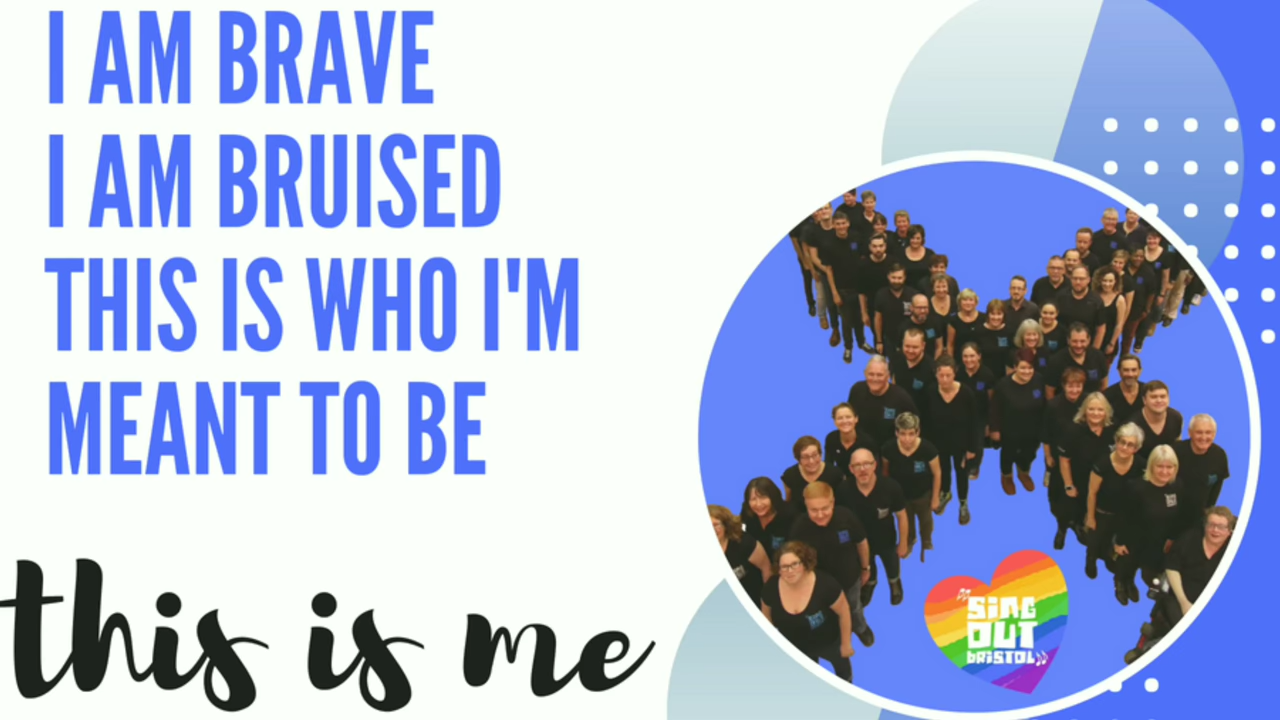 I AM BRAVE
I AM BRUISED
THIS IS WHO I'M
MEANT TO BE
this is me
SiNG
OUT
bRiSTOL